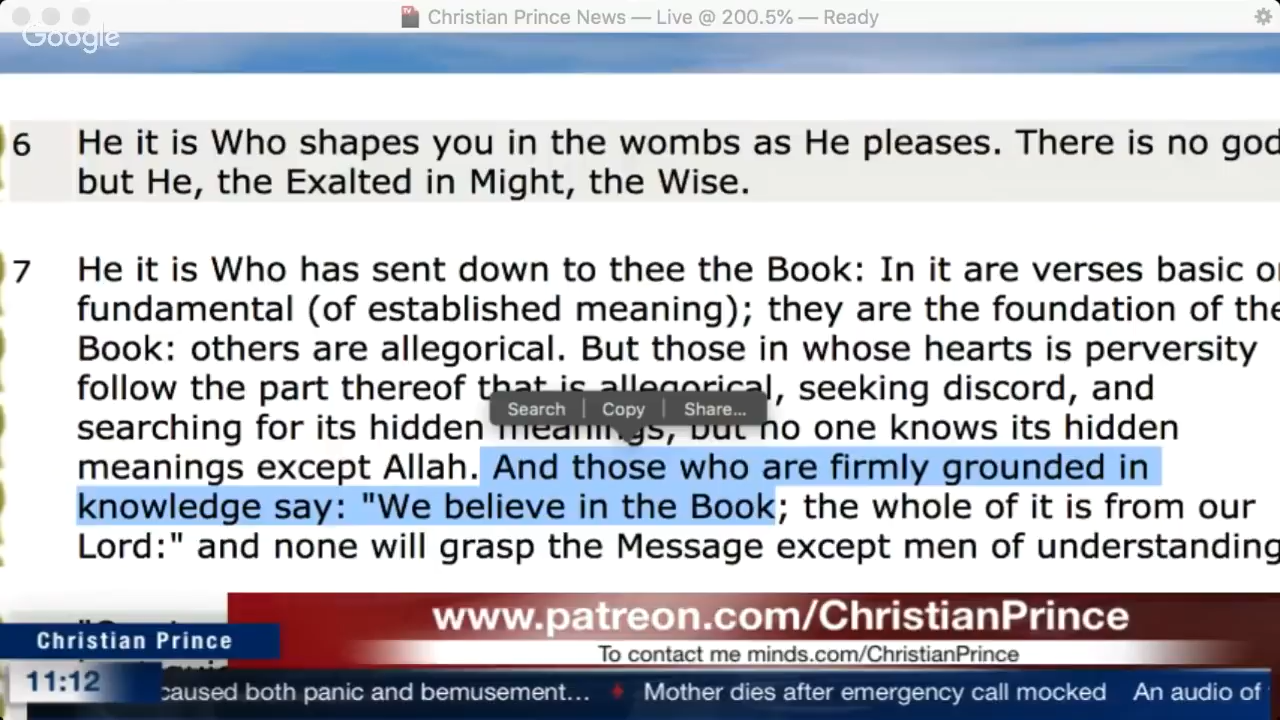 Christian Prince News — Live @ 200.5% — Ready
Google
6 He it is Who shapes you in the wombs as He pleases. There is no god
but He, the Exalted in Might, the Wise.
7 He it is Who has sent down to thee the Book: In it are verses basic or
fundamental (of established meaning); they are the foundation of the
Book: others are allegorical. But those in whose hearts is perversity
follow the part thereof that is allegorical, seeking discord, and
Search Copy Share...
searching for its hidden meanings, but no one knows its hidden
meanings except Allah. And those who are firmly grounded in
knowledge say: "We believe in the Book; the whole of it is from our
Lord:" and none will grasp the Message except men of understanding
www.patreon.com/ChristianPrince
Christian Prince
To contact me minds.com/ChristianPrince
11:12
caused both panic and bemusement... Mother dies after emergency call mocked An audio of